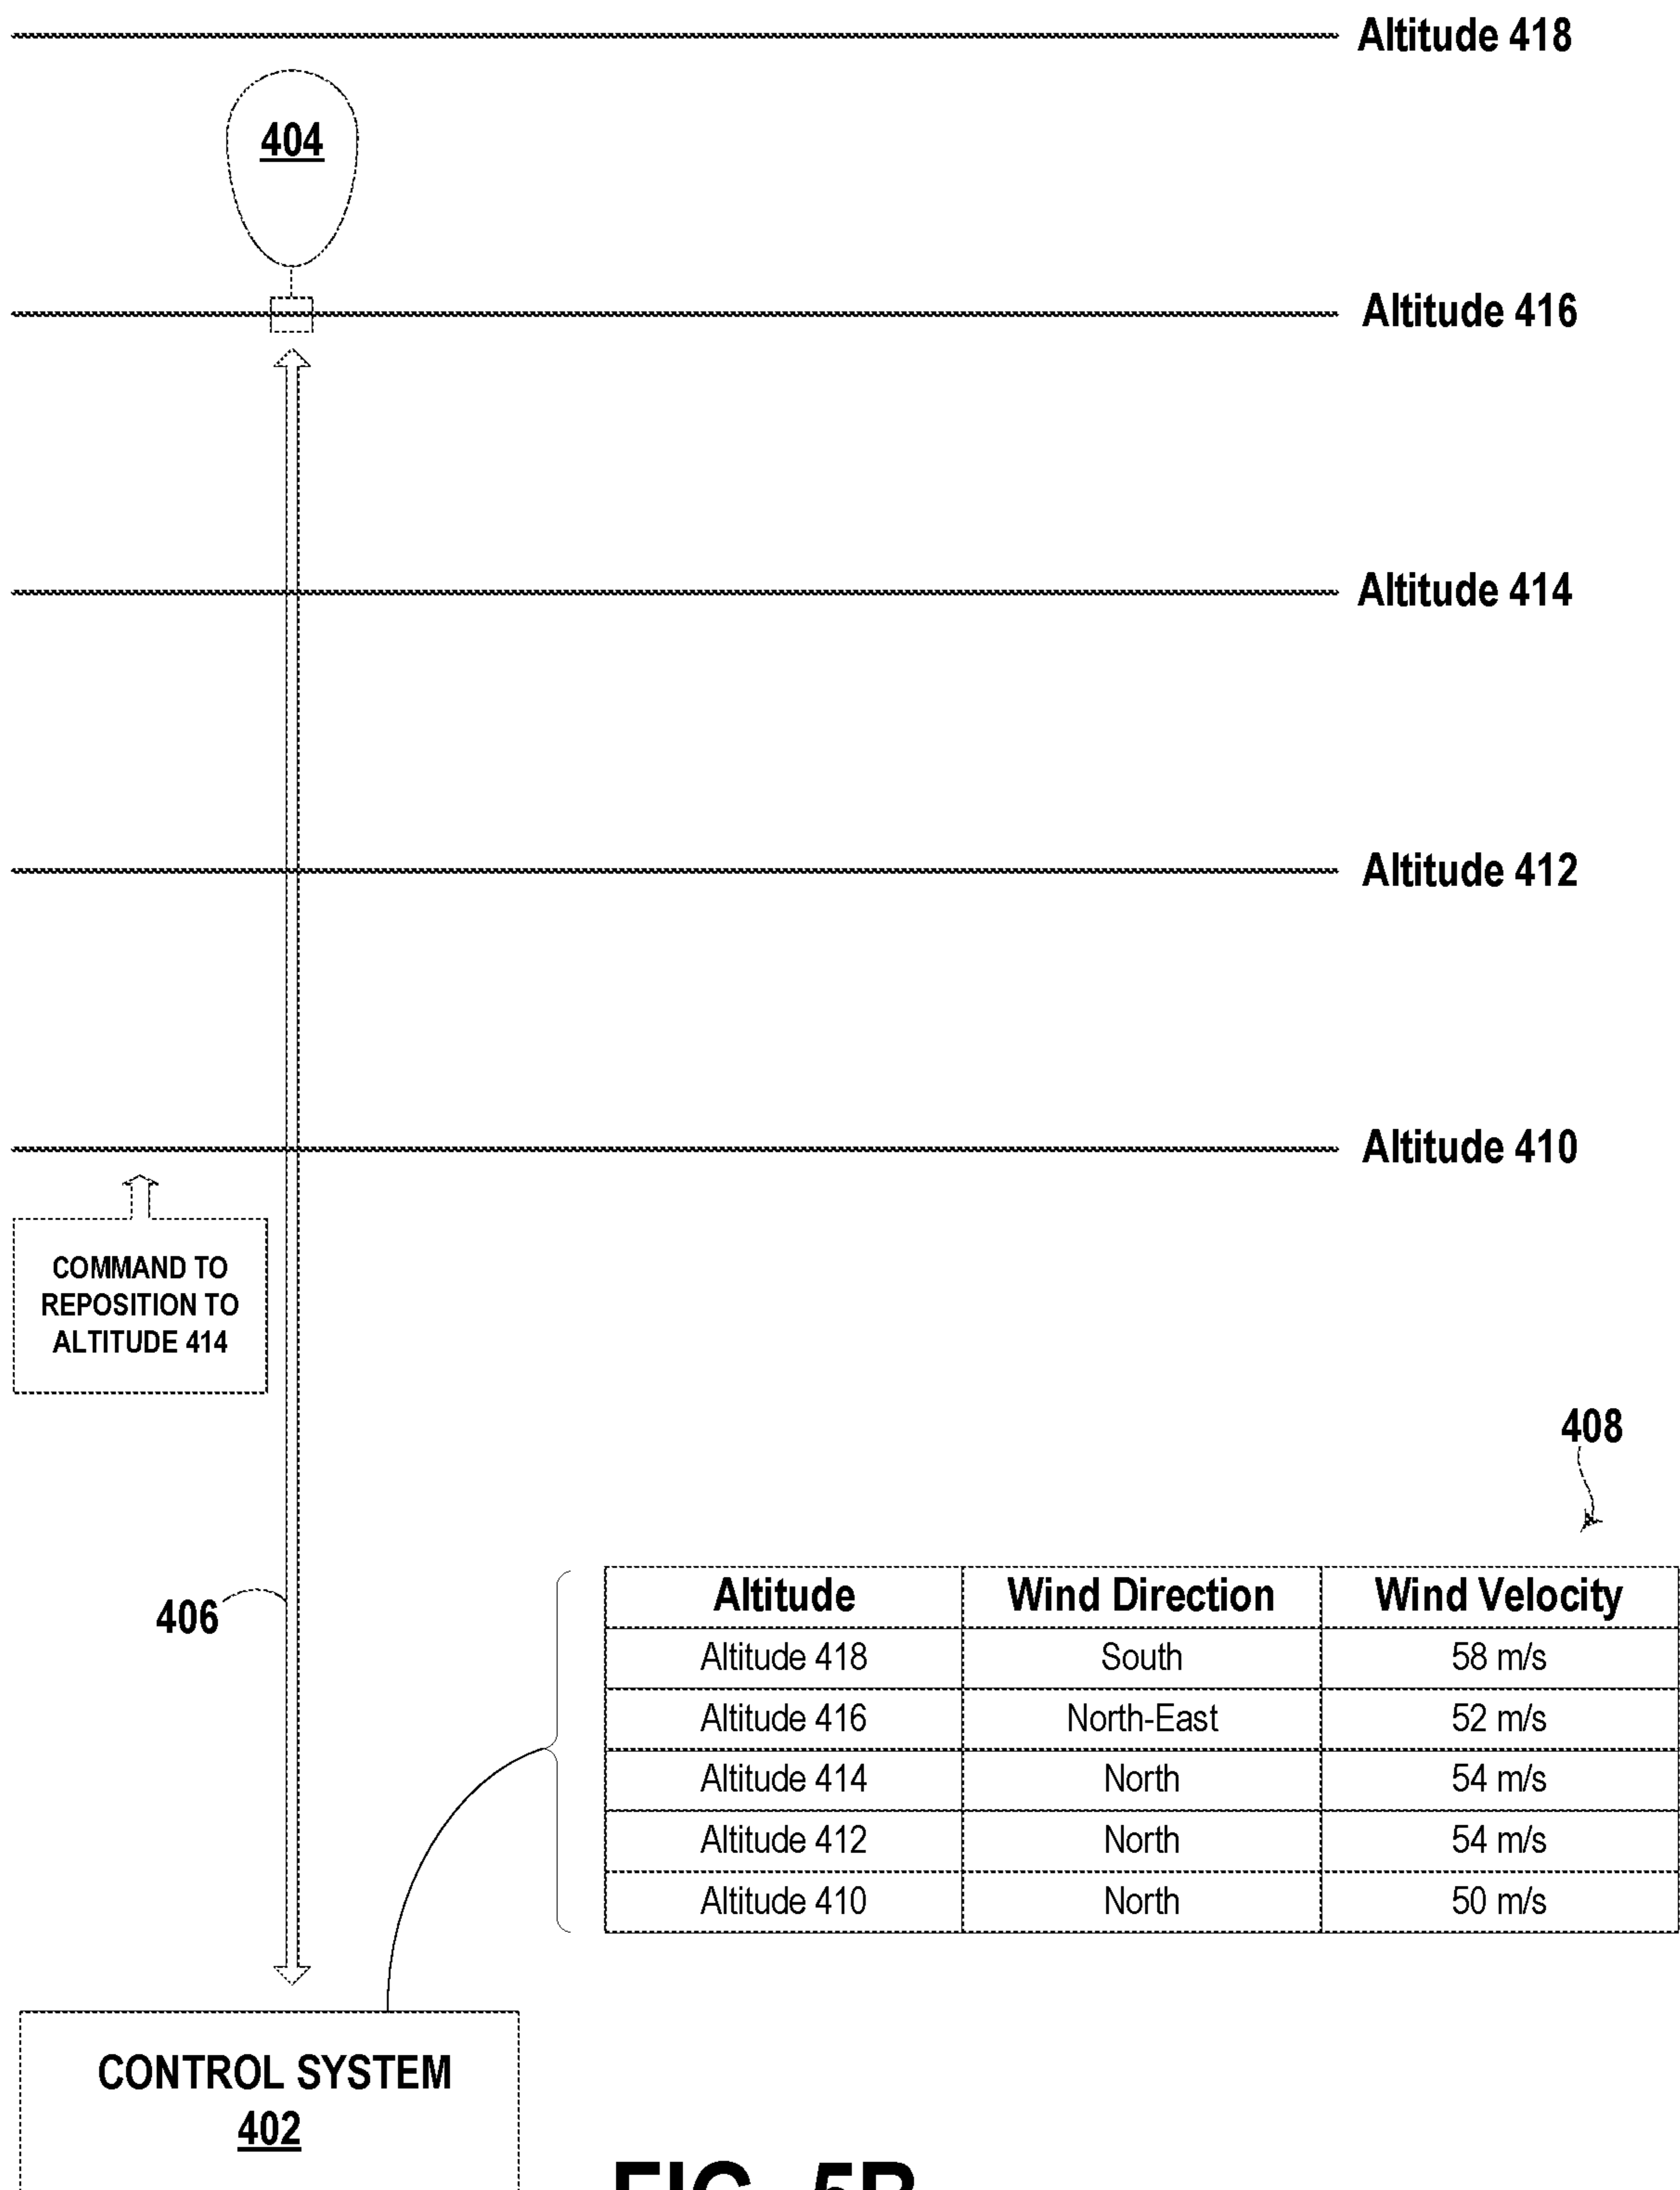 Altitude 418
404
Altitude 416
Altitude 414
Altitude 412
Altitude 410
COMMAND TO
REPOSITION TO
ALTITUDE 414
408
406
Altitude Wind Direction Wind Velocity
Altitude 418 South 58 m/s
Altitude 416 North-East 52 m/s
Altitude 414 North 54 m/s
Altitude 412 North 54 m/s
Altitude 410 North 50 m/s
CONTROL SYSTEM
402
FIG. 5B